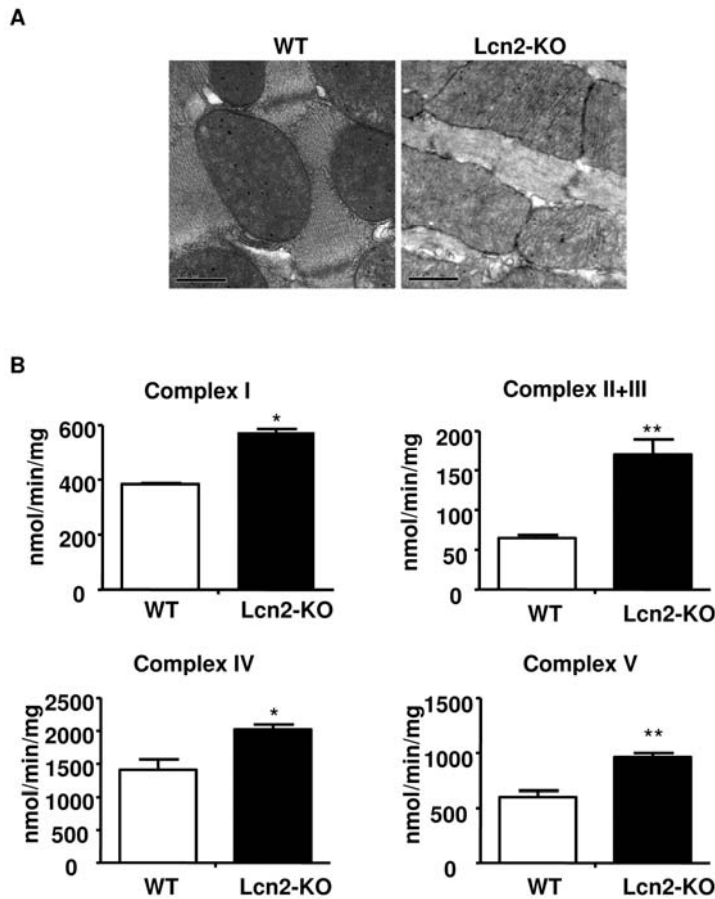 A
WT Lcn2-KO
B
Complex I
nmol/min/mg
600
400
200
0
*
WT Lcn2-KO
Complex II+III
nmol/min/mg
200
150
100
50
0
**
WT Lcn2-KO
Complex IV
nmol/min/mg
2500
2000
1500
1000
500
0
*
WT Lcn2-KO
Complex V
nmol/min/mg
1500
1000
500
0
**
WT Lcn2-KO